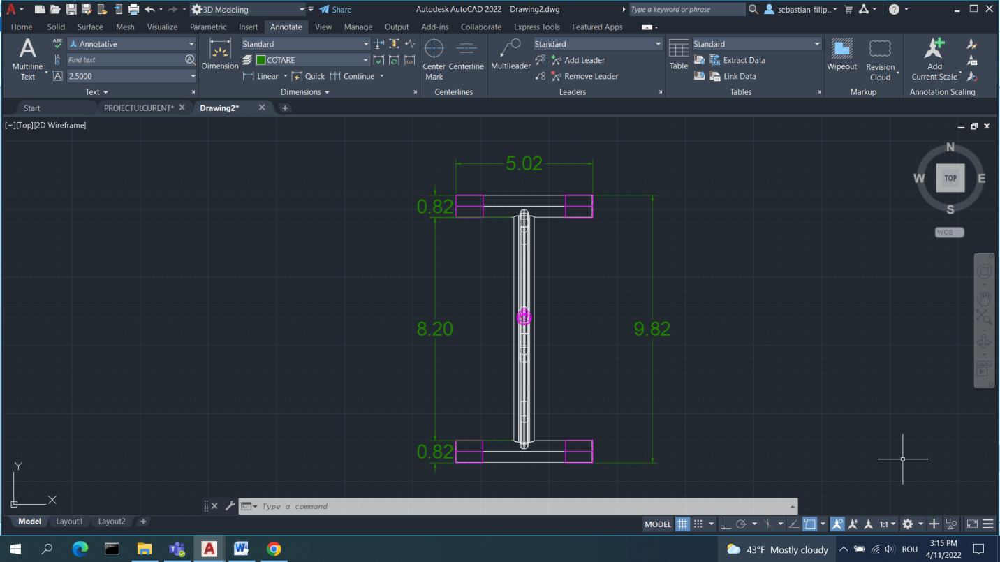 3D Modeling Share Autodesk AutoCAD 2022 Drawing2.dwg Type a keyword or phrase sebastian-filip...
Home Solid Surface Mesh Visualize Parametric Insert Annotate View Manage Output Add-ins Collaborate Express Tools Featured Apps
A
Multiline
Text
ABC
Annotative
Find text
2.5000
Text
Dimension
Standard
COTARE
Linear Quick Continue
Dimensions
Center
Mark
Centerline
Centerlines
Multileader
Standard
Add Leader
Remove Leader
Leaders
Table
Standard
Extract Data
Link Data
Tables
Wipeout
Revision
Cloud
Markup
Add
Current Scale
Annotation Scaling
Start PROIECTULCURENT* Drawing2*
[−][Top][2D Wireframe]
N
W TOP E
S
WCS
5.02
0.82
8.20
9.82
0.82
Y
X
Type a command
Model Layout1 Layout2
MODEL 1:1
43°F Mostly cloudy
ROU
3:15 PM
4/11/2022